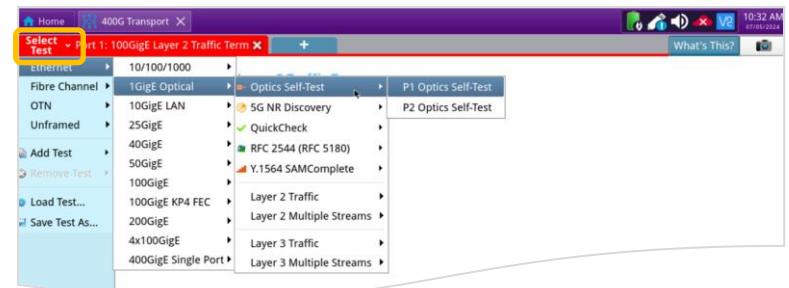 Home
400G Transport
10:32 AM
07/05/2024
Select
Test
Port 1: 100GigE Layer 2 Traffic Term
+
What's This?
Ethernet
Fibre Channel
OTN
Unframed
Add Test
Remove Test
Load Test...
Save Test As...
10/100/1000
1GigE Optical
10GigE LAN
25GigE
40GigE
50GigE
100GigE
100GigE KP4 FEC
200GigE
4x100GigE
400GigE Single Port
Optics Self-Test
5G NR Discovery
QuickCheck
RFC 2544 (RFC 5180)
Y.1564 SAMComplete
Layer 2 Traffic
Layer 2 Multiple Streams
Layer 3 Traffic
Layer 3 Multiple Streams
P1 Optics Self-Test
P2 Optics Self-Test